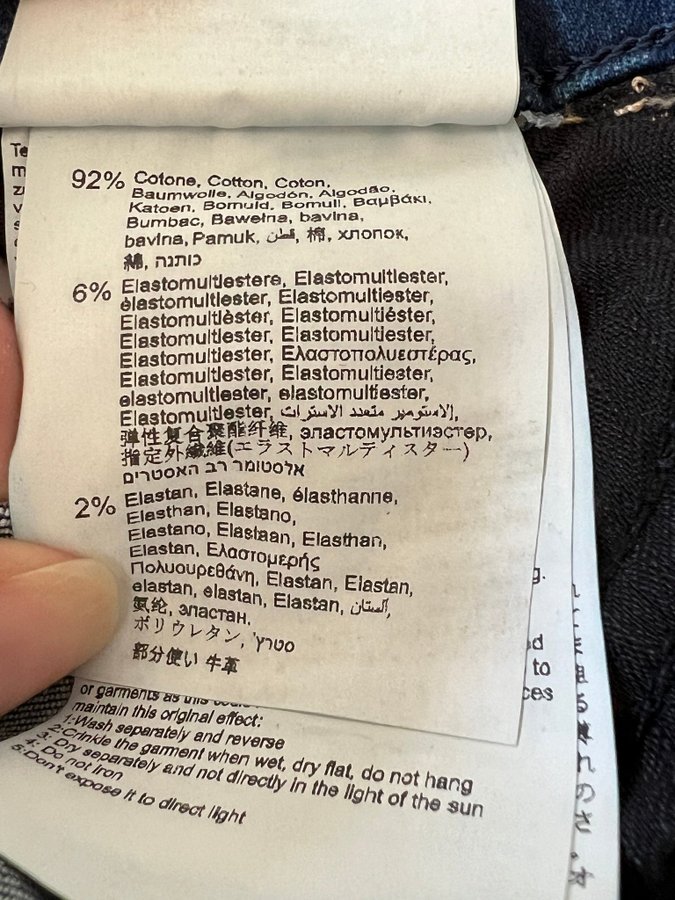 Te
m
z
v
s
92% Cotone, Cotton, Coton,
Baumwolle, Algodón, Algodão,
Katoen, Bomuld, Bomull, Βαμβάκι,
Bumbac, Bawełna, bavlna,
bavlna, Pamuk, قطن, 棉, хлопок,
綿, כותנה
6% Elastomultiestere, Elastomultiester,
élastomultiester, Elastomultiester,
Elastomultièster, Elastomultiéster,
Elastomultiester, Elastomultiester,
Elastomultiester, Ελαστοπολυεστέρας,
Elastomultiester, Elastomultiester,
elastomultiester, elastomultiester,
Elastomultiester, الاستومير متعدد الاسترات,
弹性复合聚酯纤维, эластомультиэстер,
指定外繊維(エラストマルティスター)
אלסטומר רב האסטרים
2% Elastan, Elastane, élasthanne,
Elasthan, Elastano,
Elastano, Elastaan, Elasthan,
Elastan, Ελαστομερής
Πολυουρεθάνη, Elastan, Elastan,
elastan, elastan, Elastan, الستان,
氨纶, эластан,
ポリウレタン, סטרץ'
部分使い 牛革
g.
d
to
ces
or garments as this
maintain this original effect:
1:Wash separately and reverse
2:Crinkle the garment when wet, dry flat, do not hang
3: Dry separately and not directly in the light of the sun
4: Do not iron
5:Don't expose it to direct light